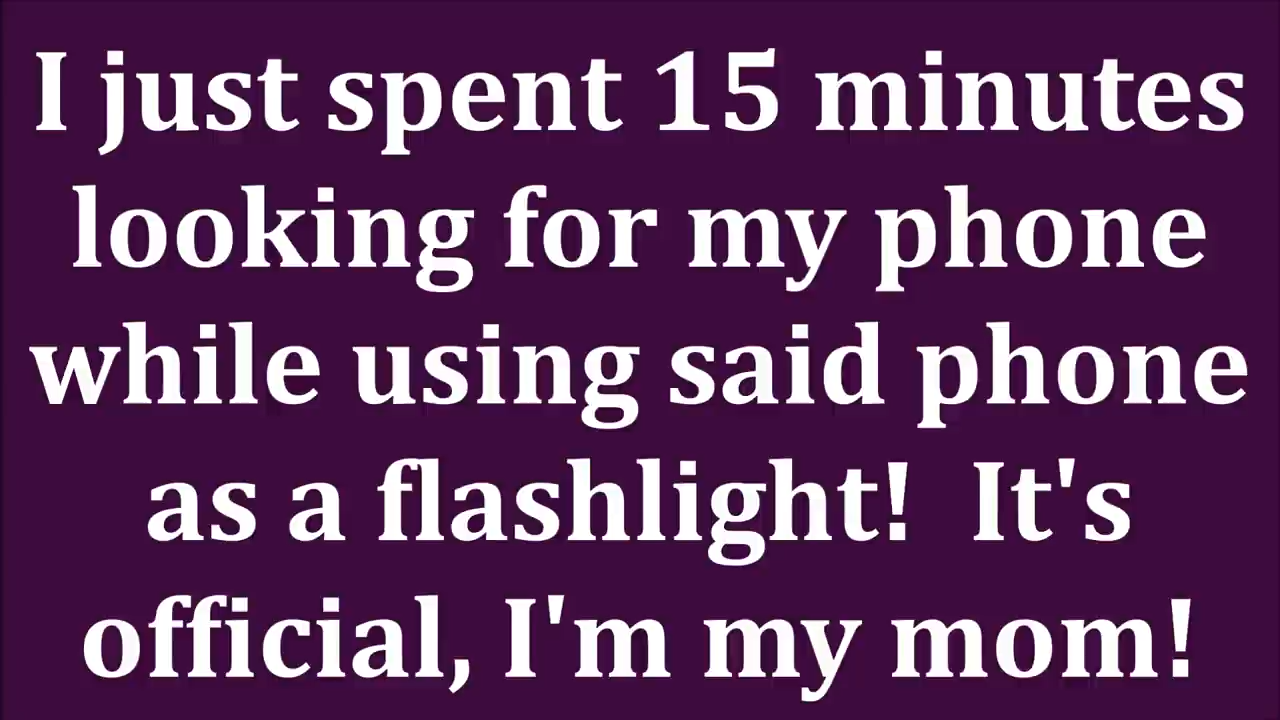 I just spent 15 minutes
looking for my phone
while using said phone
as a flashlight!  It's
official, I'm my mom!